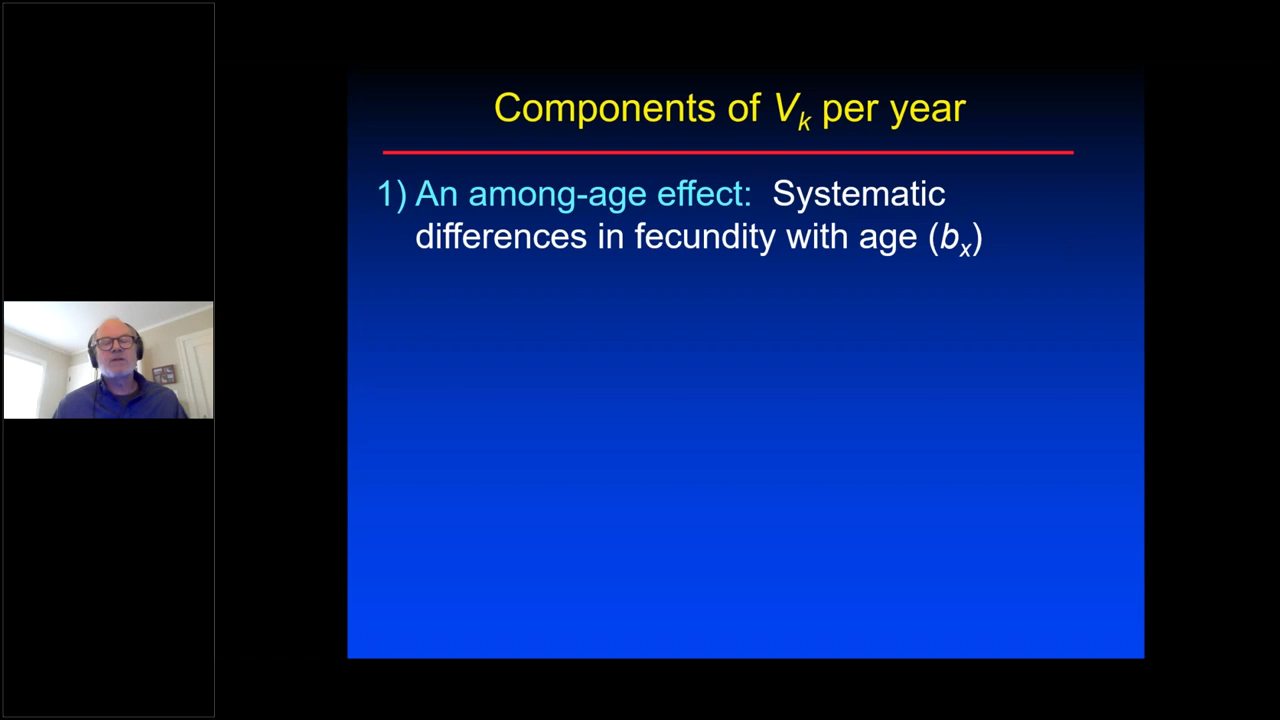 Components of Vk per year
1) An among-age effect: Systematic
differences in fecundity with age (bx)